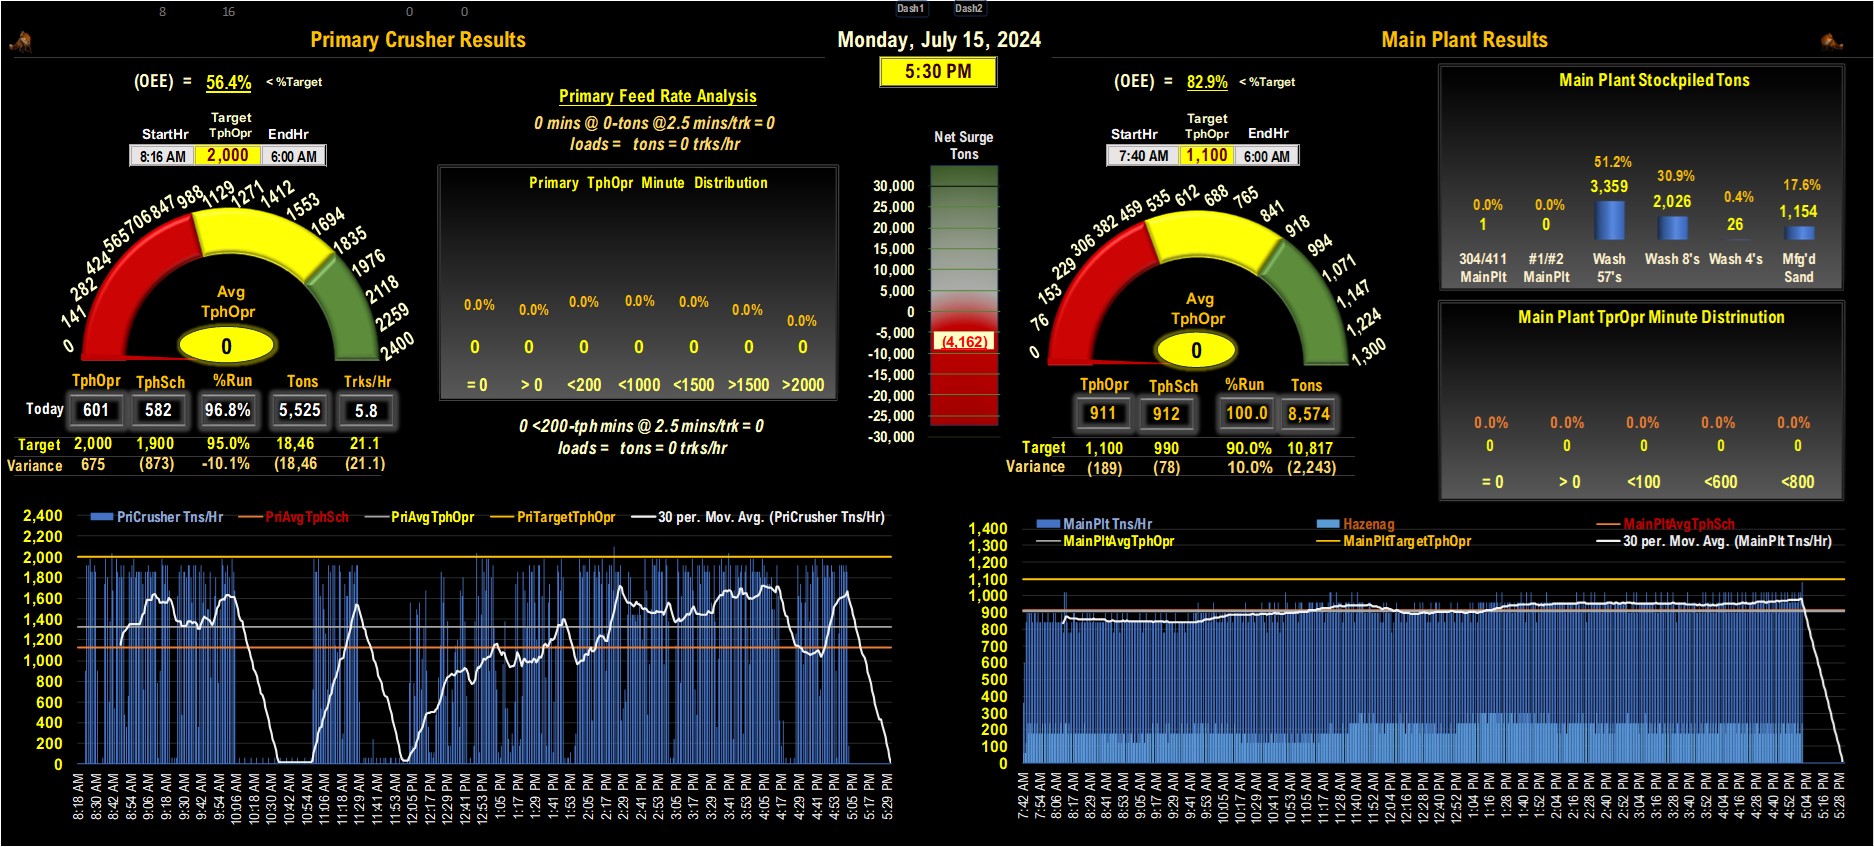 8 16 0 0 Dash1 Dash2
Primary Crusher Results
Monday, July 15, 2024
Main Plant Results
5:30 PM
(OEE) = 56.4% < %Target
Target
StartHr TphOpr EndHr
8:16 AM 2,000 6:00 AM
0 141 282 424 565 706 847 988 1129 1271 1412 1553 1694 1835 1976 2118 2259 2400
Avg
TphOpr
0
TphOpr TphSch %Run Tons Trks/Hr
Today 601 582 96.8% 5,525 5.8
Target 2,000 1,900 95.0% 18,46 21.1
Variance 675 (873) -10.1% (18,46 (21.1)
Primary Feed Rate Analysis
0 mins @ 0-tons @2.5 mins/trk = 0
loads = tons = 0 trks/hr
Primary TphOpr Minute Distribution
0.0% 0.0% 0.0% 0.0% 0.0% 0.0% 0.0%
0 0 0 0 0 0 0
= 0 > 0 <200 <1000 <1500 >1500 >2000
0 <200-tph mins @ 2.5 mins/trk = 0
loads = tons = 0 trks/hr
Net Surge
Tons
30,000
25,000
20,000
15,000
10,000
5,000
0
-5,000
(4,162)
-10,000
-15,000
-20,000
-25,000
-30,000
(OEE) = 82.9% < %Target
Target
StartHr TphOpr EndHr
7:40 AM 1,100 6:00 AM
0 76 153 229 306 382 459 535 612 688 765 841 918 994 1,071 1,147 1,224 1,300
Avg
TphOpr
0
TphOpr TphSch %Run Tons
911 912 100.0 8,574
Target 1,100 990 90.0% 10,817
Variance (189) (78) 10.0% (2,243)
Main Plant Stockpiled Tons
0.0% 0.0% 51.2% 30.9% 0.4% 17.6%
1 0 3,359 2,026 26 1,154
304/411 #1/#2 Wash Wash 8's Wash 4's Mfg'd
MainPlt MainPlt 57's Sand
Main Plant TprOpr Minute Distrinution
0.0% 0.0% 0.0% 0.0% 0.0%
0 0 0 0 0
= 0 > 0 <100 <600 <800
PriCrusher Tns/Hr PriAvgTphSch PriAvgTphOpr PriTargetTphOpr 30 per. Mov. Avg. (PriCrusher Tns/Hr)
2,400
2,200
2,000
1,800
1,600
1,400
1,200
1,000
800
600
400
200
0
8:18 AM 8:30 AM 8:42 AM 8:54 AM 9:06 AM 9:18 AM 9:30 AM 9:42 AM 9:54 AM 10:06 AM 10:18 AM 10:30 AM 10:42 AM 10:54 AM 11:06 AM 11:18 AM 11:29 AM 11:41 AM 11:53 AM 12:05 PM 12:17 PM 12:29 PM 12:41 PM 12:53 PM 1:05 PM 1:17 PM 1:29 PM 1:41 PM 1:53 PM 2:05 PM 2:17 PM 2:29 PM 2:41 PM 2:53 PM 3:05 PM 3:17 PM 3:29 PM 3:41 PM 3:53 PM 4:05 PM 4:17 PM 4:29 PM 4:41 PM 4:53 PM 5:05 PM 5:17 PM 5:29 PM
MainPlt Tns/Hr Hazenag MainPltAvgTphSch
MainPltAvgTphOpr MainPltTargetTphOpr 30 per. Mov. Avg. (MainPlt Tns/Hr)
1,400
1,300
1,200
1,100
1,000
900
800
700
600
500
400
300
200
100
0
7:42 AM 7:54 AM 8:06 AM 8:17 AM 8:29 AM 8:41 AM 8:53 AM 9:05 AM 9:17 AM 9:29 AM 9:41 AM 9:53 AM 10:05 AM 10:17 AM 10:29 AM 10:41 AM 10:53 AM 11:05 AM 11:17 AM 11:28 AM 11:40 AM 11:52 AM 12:04 PM 12:16 PM 12:28 PM 12:40 PM 12:52 PM 1:04 PM 1:16 PM 1:28 PM 1:40 PM 1:52 PM 2:04 PM 2:16 PM 2:28 PM 2:40 PM 2:52 PM 3:04 PM 3:16 PM 3:28 PM 3:40 PM 3:52 PM 4:04 PM 4:16 PM 4:28 PM 4:40 PM 4:52 PM 5:04 PM 5:16 PM 5:28 PM